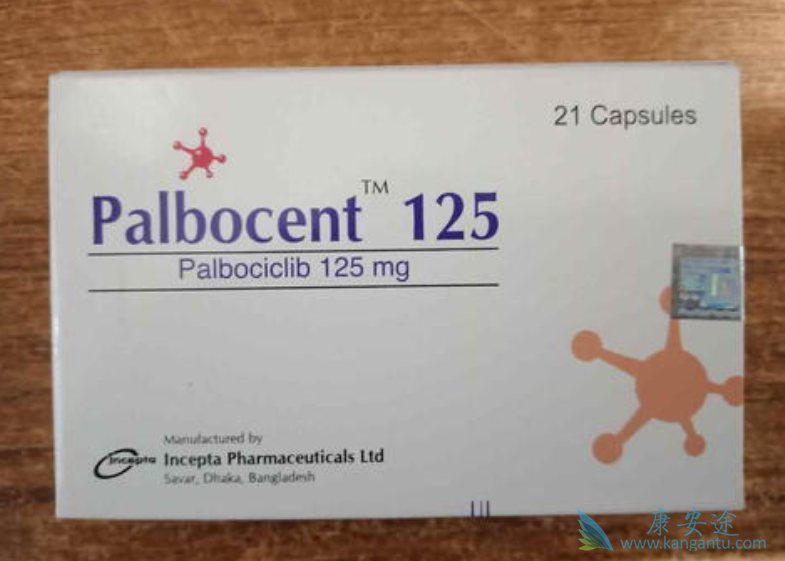 21 Capsules
Palbocent™ 125
Palbociclib 125 mg
Manufactured by
Incepta
Incepta Pharmaceuticals Ltd
Savar, Dhaka, Bangladesh
康安途
www.kangantu.com